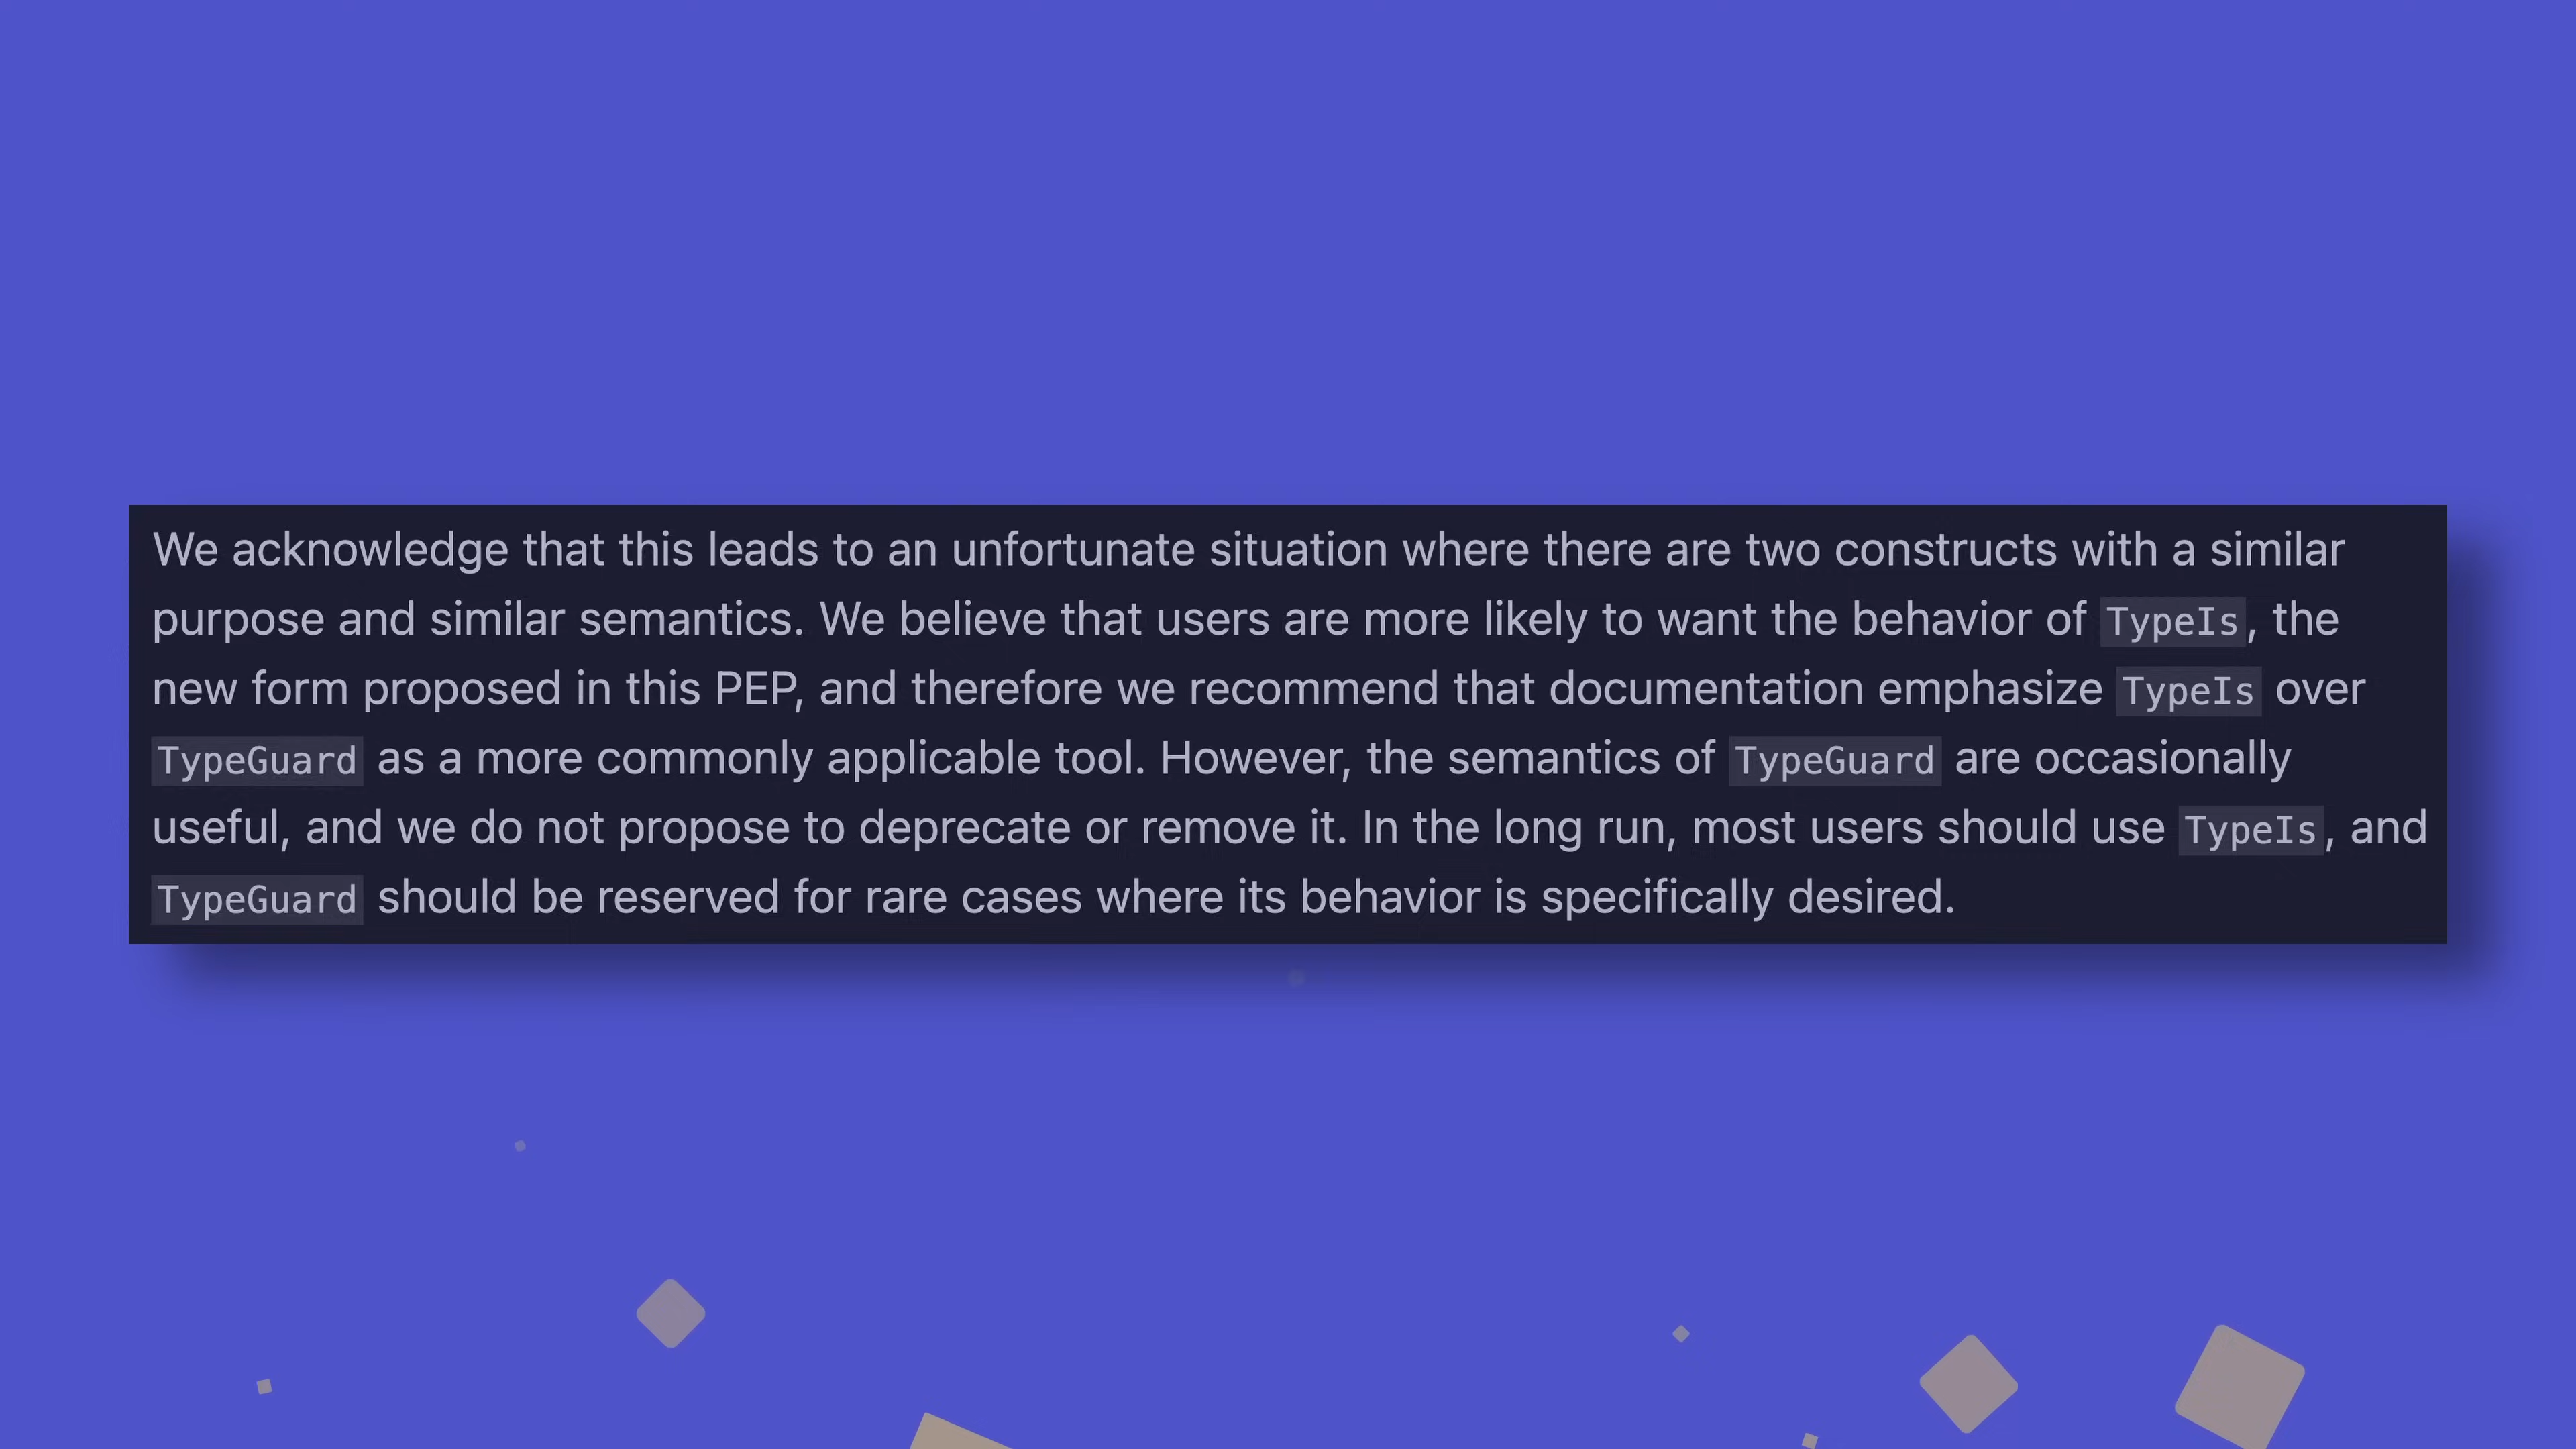 We acknowledge that this leads to an unfortunate situation where there are two constructs with a similar
purpose and similar semantics. We believe that users are more likely to want the behavior of TypeIs, the
new form proposed in this PEP, and therefore we recommend that documentation emphasize TypeIs over
TypeGuard as a more commonly applicable tool. However, the semantics of TypeGuard are occasionally
useful, and we do not propose to deprecate or remove it. In the long run, most users should use TypeIs, and
TypeGuard should be reserved for rare cases where its behavior is specifically desired.